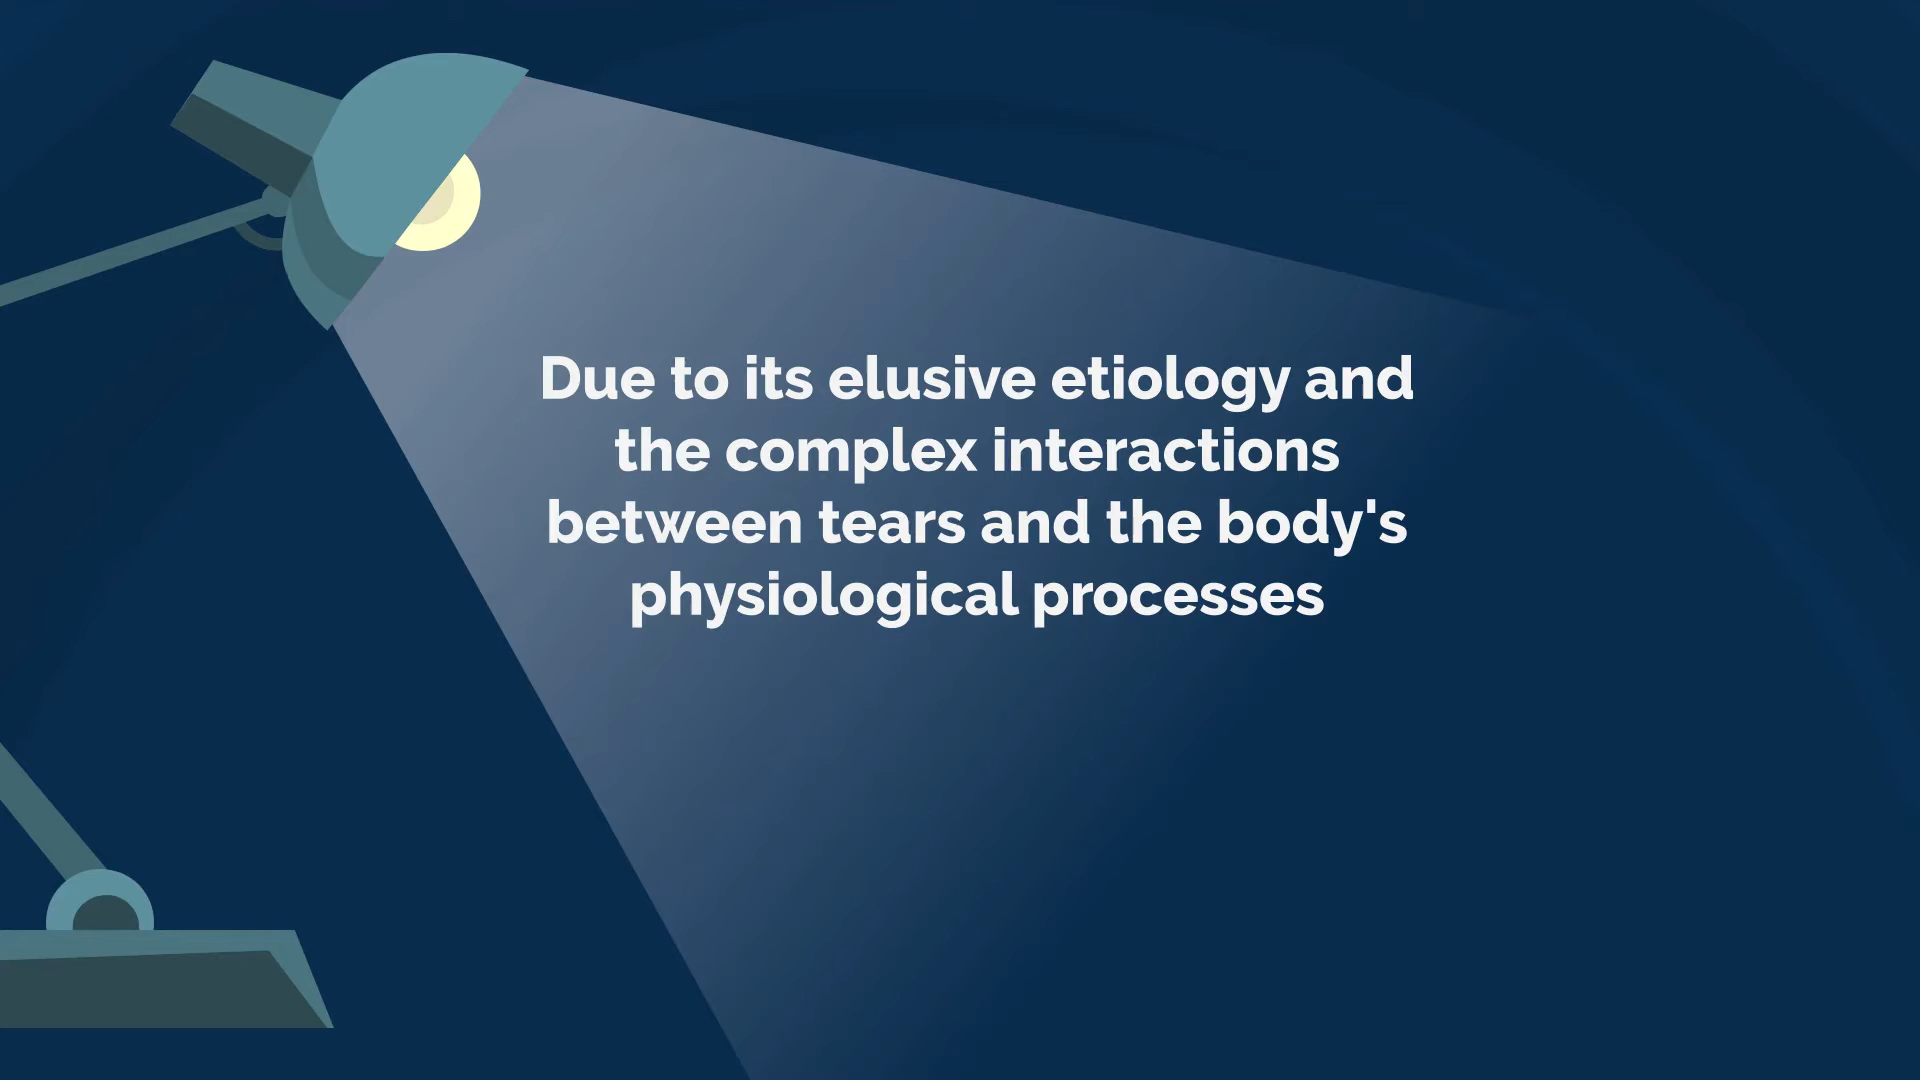 Due to its elusive etiology and
the complex interactions
between tears and the body's
physiological processes